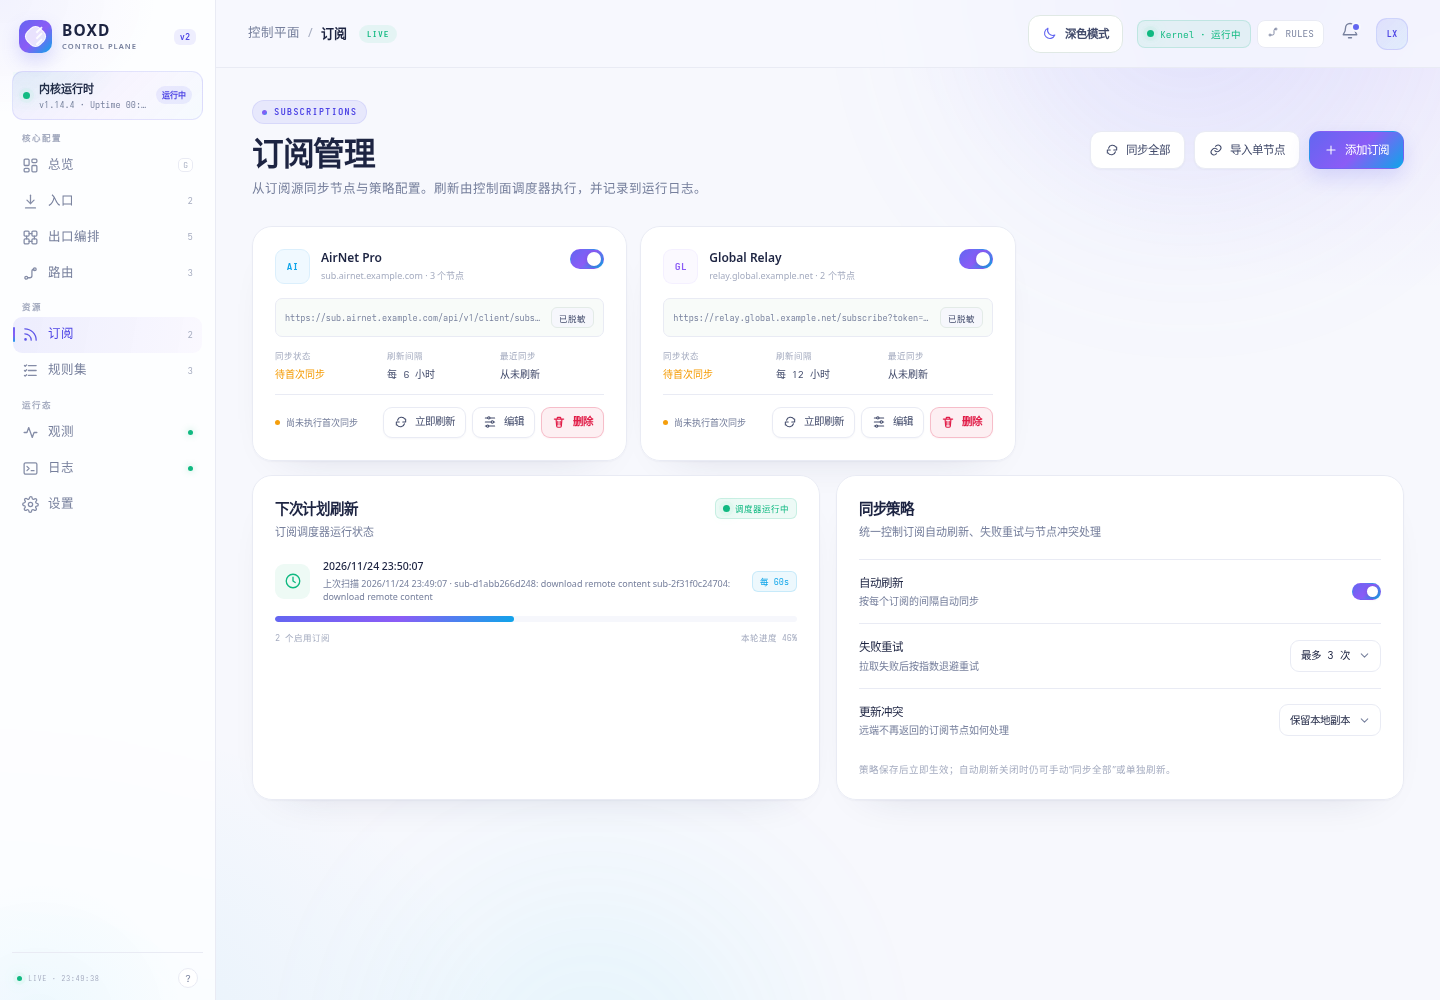 BOXD
CONTROL PLANE
v2
内核运行时
v1.14.4 · Uptime 00:…
运行中
核心配置
总览
G
入口
2
出口编排
5
路由
3
资源
订阅
2
规则集
3
运行态
观测
日志
设置
LIVE · 23:49:38
?
控制平面 / 订阅
LIVE
深色模式
Kernel · 运行中
RULES
LX
SUBSCRIPTIONS
订阅管理
从订阅源同步节点与策略配置。刷新由控制面调度器执行，并记录到运行日志。
同步全部
导入单节点
添加订阅
AI
AirNet Pro
sub.airnet.example.com · 3 个节点
https://sub.airnet.example.com/api/v1/client/subs…
已脱敏
同步状态
刷新间隔
最近同步
待首次同步
每 6 小时
从未刷新
尚未执行首次同步
立即刷新
编辑
删除
GL
Global Relay
relay.global.example.net · 2 个节点
https://relay.global.example.net/subscribe?token=…
已脱敏
同步状态
刷新间隔
最近同步
待首次同步
每 12 小时
从未刷新
尚未执行首次同步
立即刷新
编辑
删除
下次计划刷新
订阅调度器运行状态
调度器运行中
2026/11/24 23:50:07
上次扫描 2026/11/24 23:49:07 · sub-d1abb266d248: download remote content sub-2f31f0c24704:
download remote content
每 60s
2 个启用订阅
本轮进度 46%
同步策略
统一控制订阅自动刷新、失败重试与节点冲突处理
自动刷新
按每个订阅的间隔自动同步
失败重试
拉取失败后按指数退避重试
最多 3 次
更新冲突
远端不再返回的订阅节点如何处理
保留本地副本
策略保存后立即生效；自动刷新关闭时仍可手动“同步全部”或单独刷新。